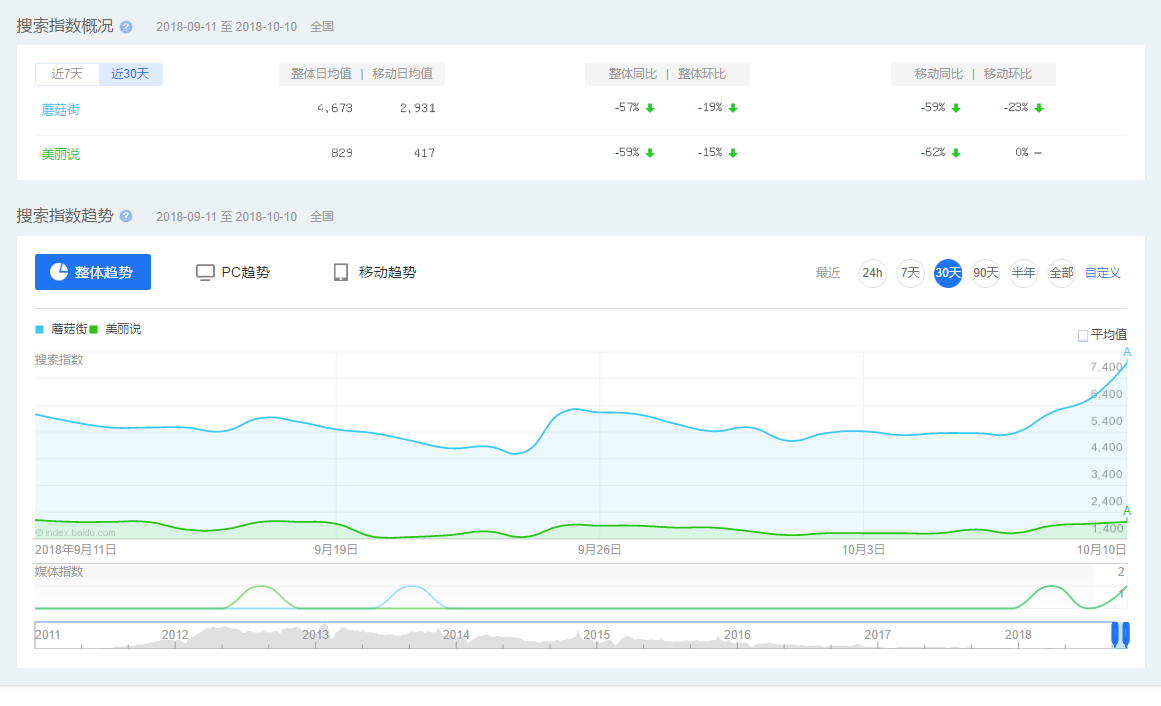 搜索指数概况 ? 2018-09-11 至 2018-10-10 全国
近7天 近30天 整体日均值 | 移动日均值 整体同比 | 整体环比 移动同比 | 移动环比
蘑菇街 4,673 2,931 -57% -19% -59% -23%
美丽说 829 417 -59% -15% -62% 0% –
搜索指数趋势 ? 2018-09-11 至 2018-10-10 全国
整体趋势 PC趋势 移动趋势 最近 24h 7天 30天 90天 半年 全部 自定义
蘑菇街 美丽说
平均值
A
搜索指数
7,400
6,400
5,400
4,400
3,400
2,400
A
1,400
© index.baidu.com
2018年9月11日 9月19日 9月26日 10月3日 10月10日
媒体指数 2
1
2011 2012 2013 2014 2015 2016 2017 2018